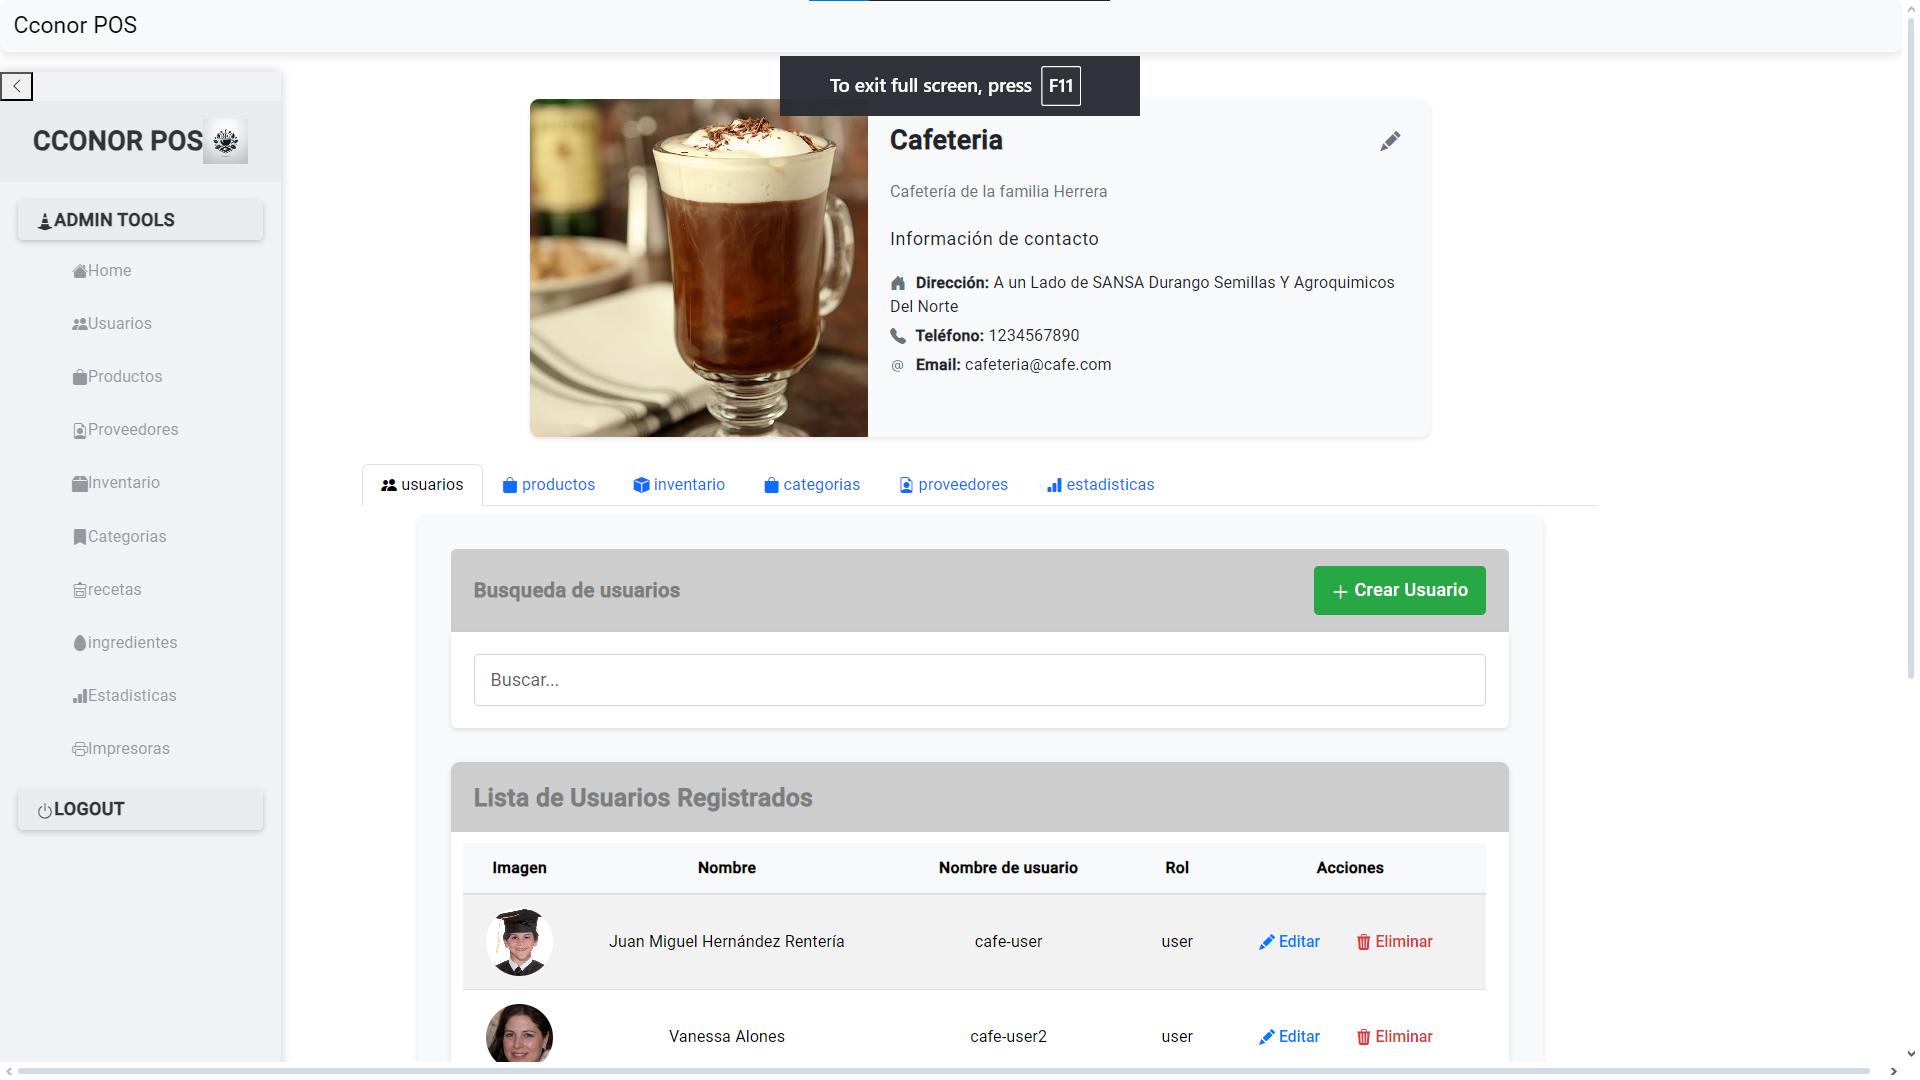 Cconor POS
To exit full screen, press F11
CCONOR POS
ADMIN TOOLS
Home
Usuarios
Productos
Proveedores
Inventario
Categorias
recetas
ingredientes
Estadisticas
Impresoras
LOGOUT
Cafeteria
Cafetería de la familia Herrera
Información de contacto
Dirección: A un Lado de SANSA Durango Semillas Y Agroquimicos
Del Norte
Teléfono: 1234567890
@ Email: cafeteria@cafe.com
usuarios productos inventario categorias proveedores estadisticas
Busqueda de usuarios
+ Crear Usuario
Buscar...
Lista de Usuarios Registrados
Imagen Nombre Nombre de usuario Rol Acciones
Juan Miguel Hernández Rentería cafe-user user Editar Eliminar
Vanessa Alones cafe-user2 user Editar Eliminar